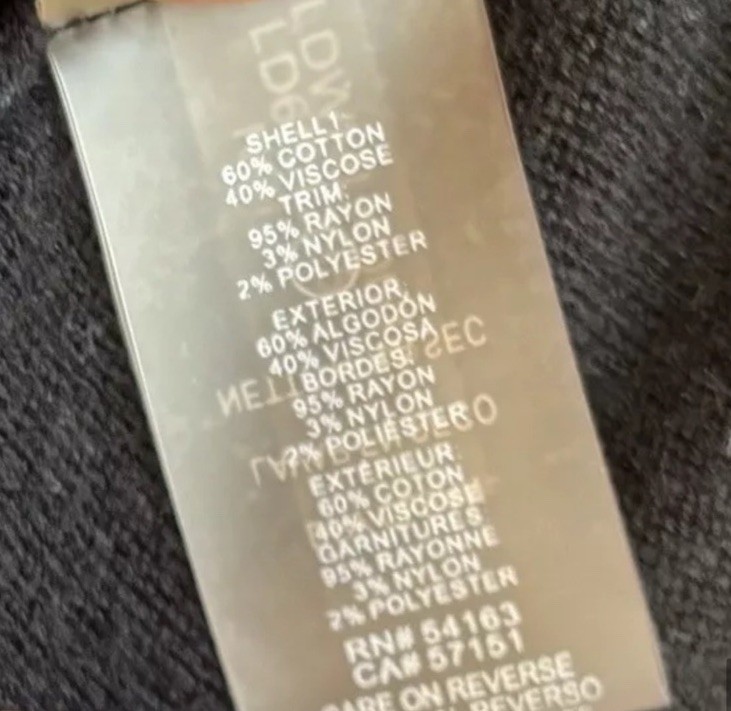 SHELL1
60% COTTON
40% VISCOSE
TRIM:
95% RAYON
3% NYLON
2% POLYESTER
EXTERIOR:
60% ALGODÓN
40% VISCOSA
BORDES:
95% RAYON
3% NYLON
2% POLIÉSTER
EXTÉRIEUR:
60% COTON
40% VISCOSE
GARNITURES
95% RAYONNE
3% NYLON
2% POLYESTER
RN# 54163
CA# 57151
CARE ON REVERSE
REVERSO